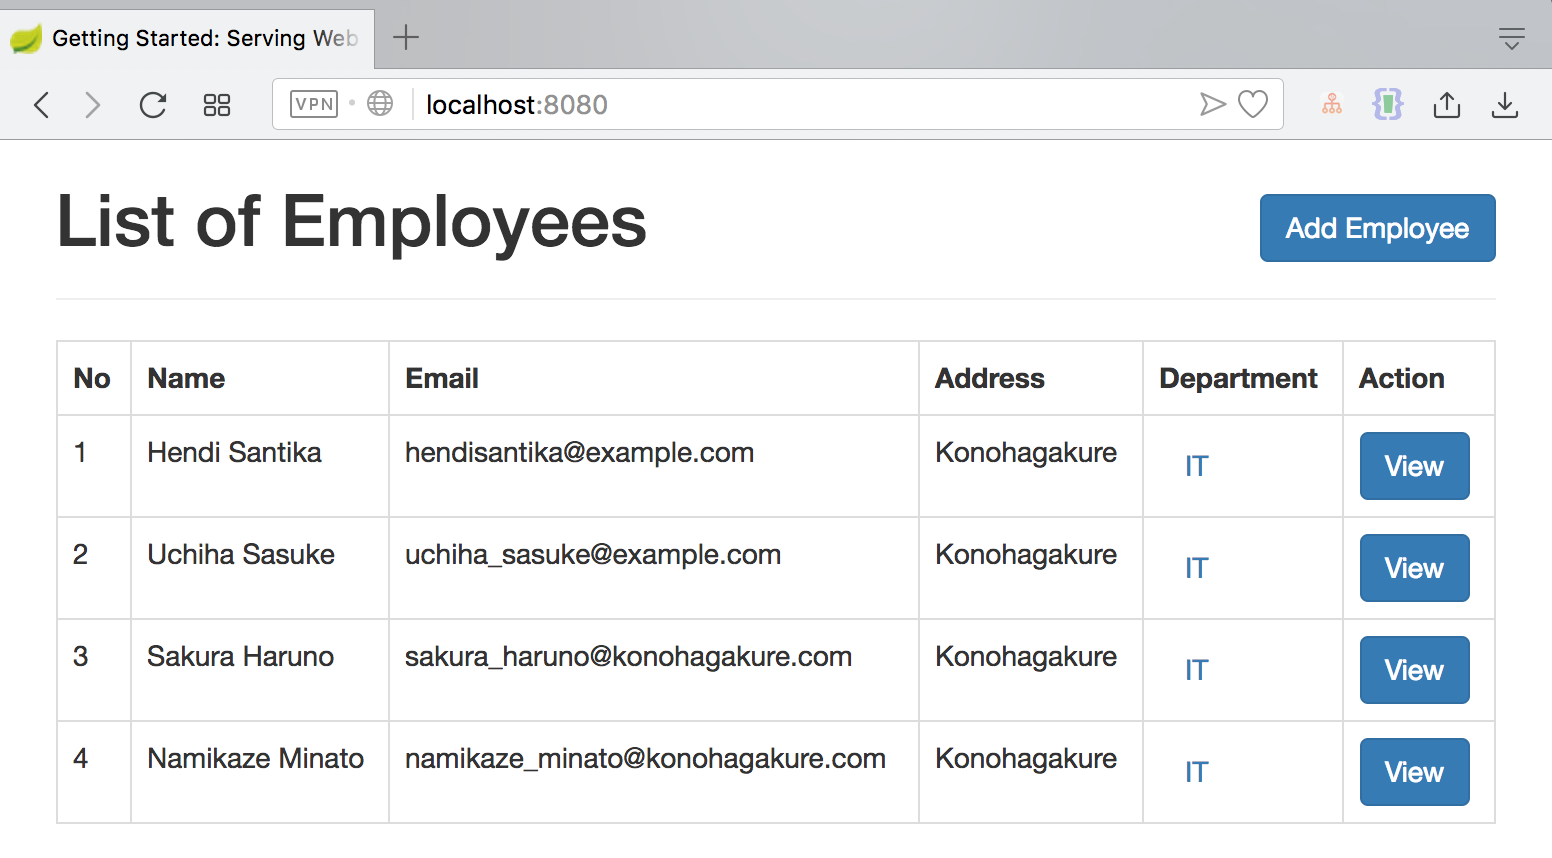 Getting Started: Serving Web
VPN localhost:8080
List of Employees
Add Employee
No Name Email Address Department Action
1 Hendi Santika hendisantika@example.com Konohagakure IT View
2 Uchiha Sasuke uchiha_sasuke@example.com Konohagakure IT View
3 Sakura Haruno sakura_haruno@konohagakure.com Konohagakure IT View
4 Namikaze Minato namikaze_minato@konohagakure.com Konohagakure IT View